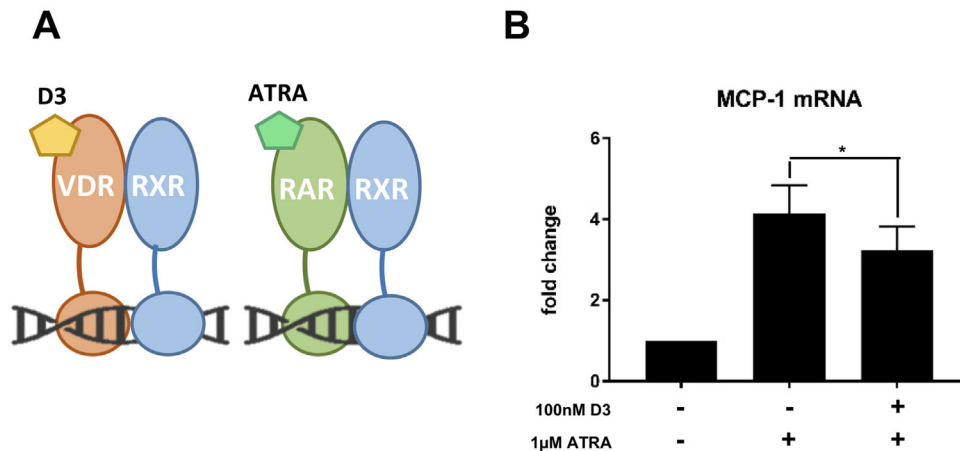 A
D3
VDR RXR
ATRA
RAR RXR
B
MCP-1 mRNA
6
4
2
0
fold change
*
100nM D3 - - +
1μM ATRA - + +